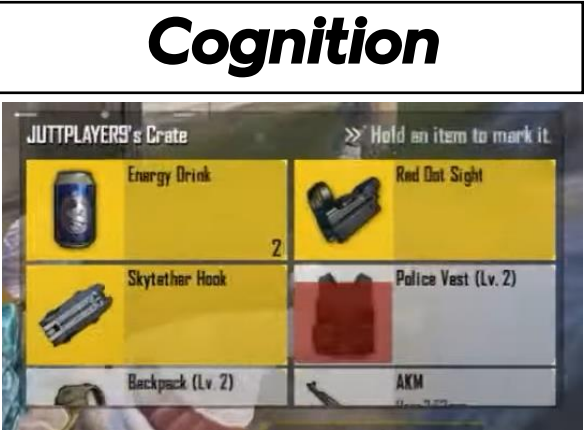 Cognition
JUTTPLAYER9's Crate
Hold an item to mark it.
Energy Drink
2
Red Dot Sight
Skytether Hook
Police Vest (Lv. 2)
Backpack (Lv. 2)
AKM